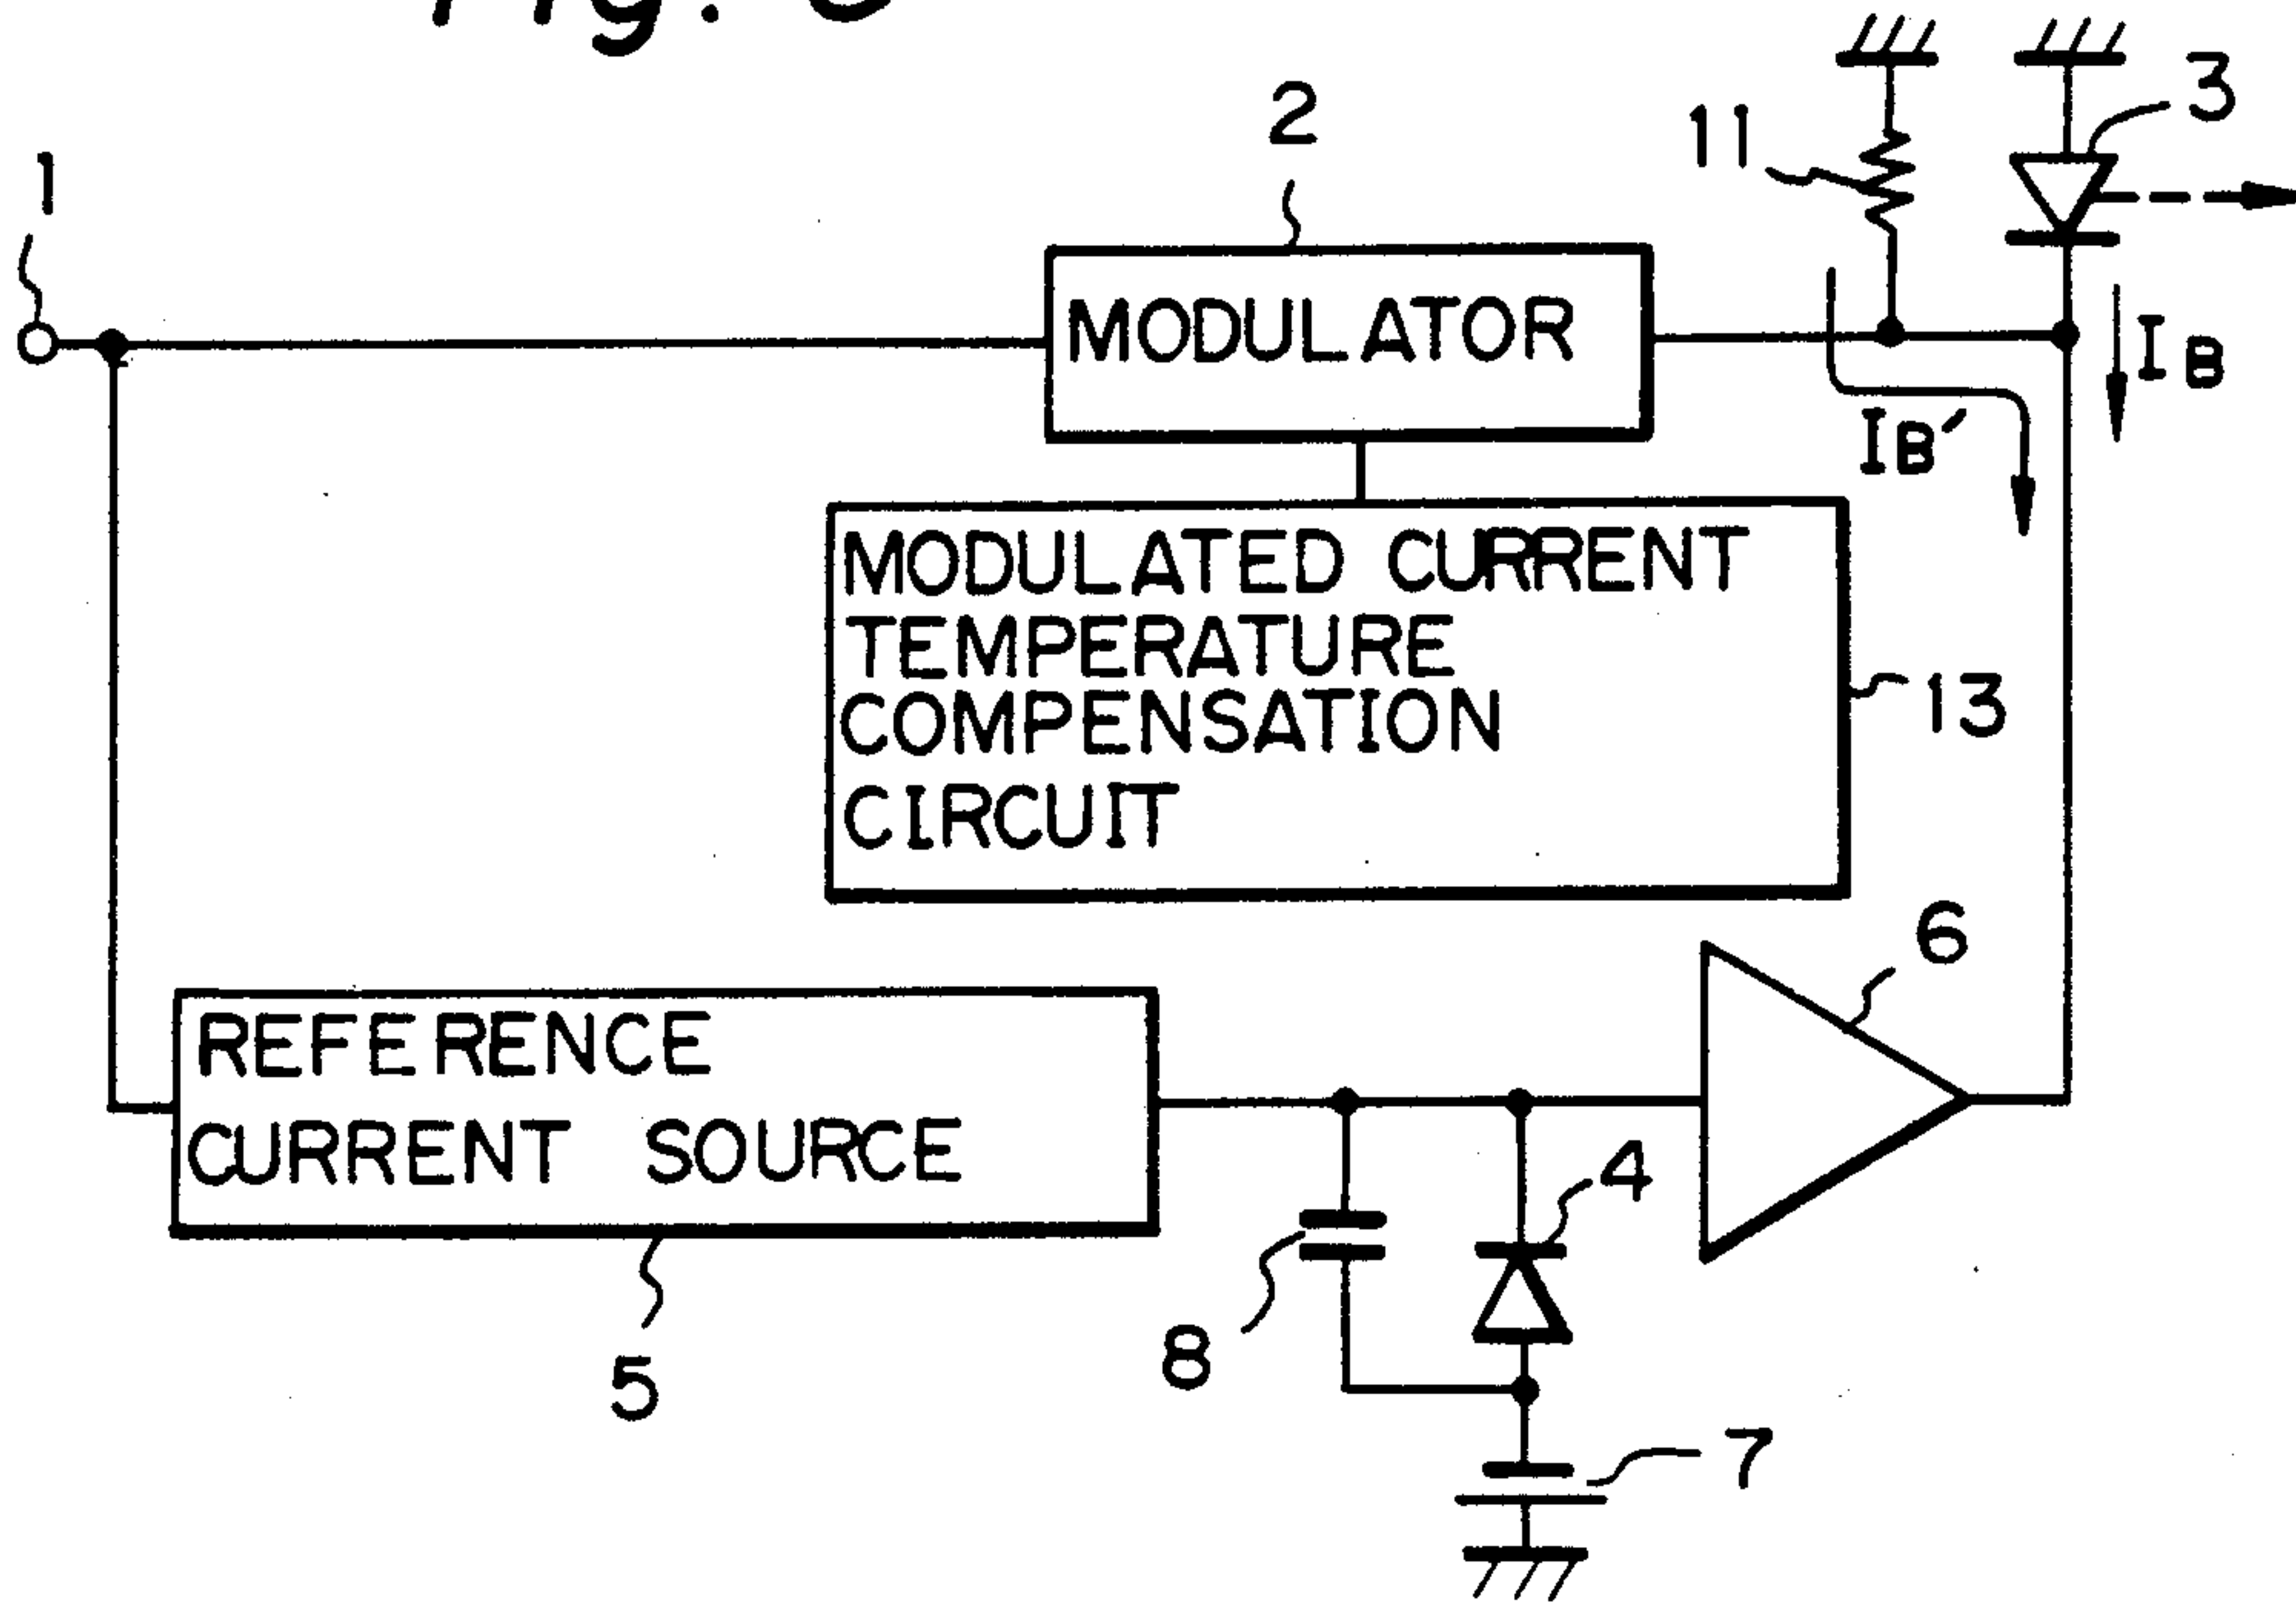 1
2
11
3
MODULATOR
IB
IB'
MODULATED CURRENT
TEMPERATURE
COMPENSATION
CIRCUIT
13
6
REFERENCE
CURRENT SOURCE
4
8
5
7